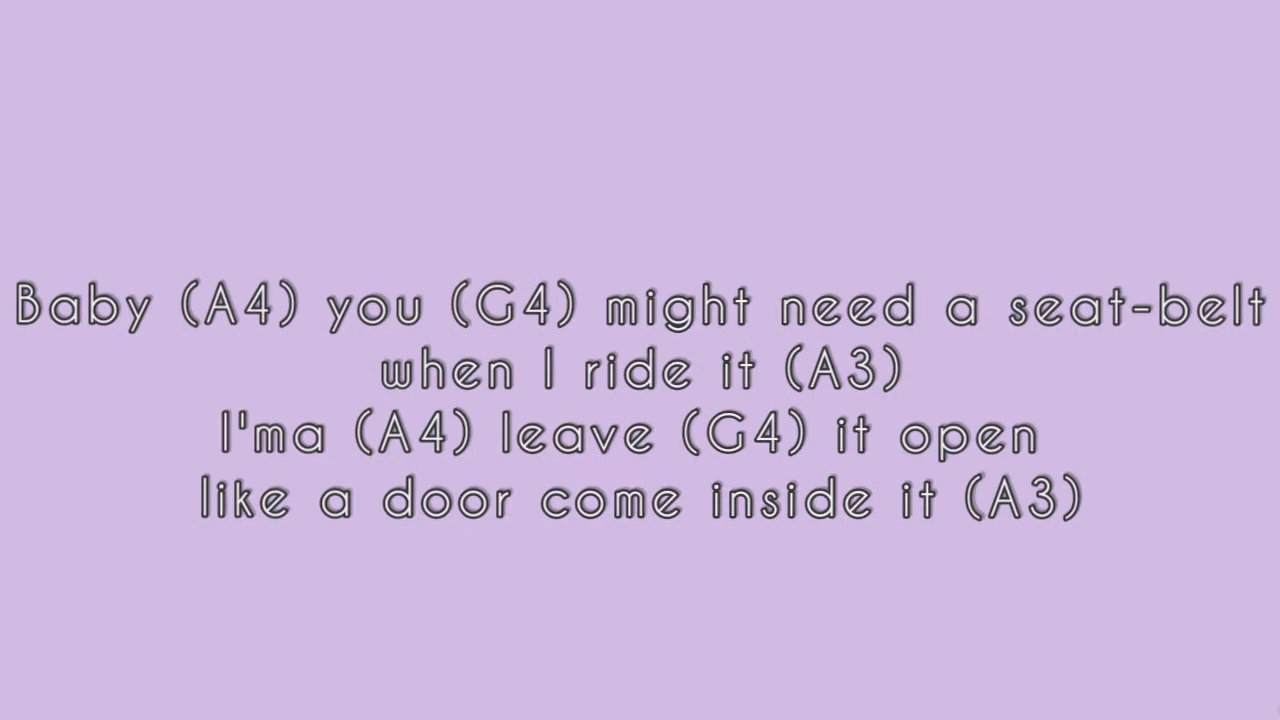 Baby (A4) you (G4) might need a seat-belt
when I ride it (A3)
I'ma (A4) leave (G4) it open
like a door come inside it (A3)